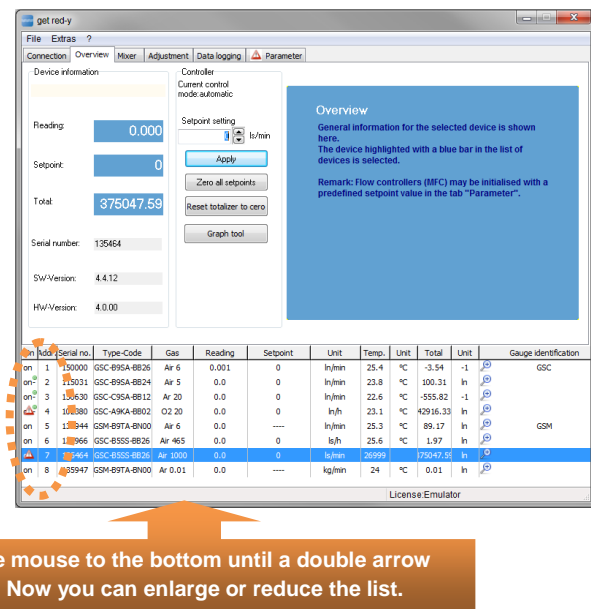 get red-y
File Extras ?
Connection Overview Mixer Adjustment Data logging Parameter
Device information
Reading: 0.000
Setpoint: 0
Total: 375047.59
Serial number: 135464
SW-Version: 4.4.12
HW-Version: 4.0.00
Controller
Current control
mode:automatic
Setpoint setting
ls/min
Apply
Zero all setpoints
Reset totalizer to cero
Graph tool
Overview
General information for the selected device is shown
here.
The device highlighted with a blue bar in the list of
devices is selected.
Remark: Flow controllers (MFC) may be initialised with a
predefined setpoint value in the tab "Parameter".
Serial no. Type-Code Gas Reading Setpoint Unit Temp. Unit Total Unit Gauge identification
on 1 150000 GSC-B9SA-BB26 Air 6 0.001 0 ln/min 25.4 °C -3.54 -1 GSC
on 2 GSC-B9SA-BB24 Air 5 0.0 0 ln/min 23.8 °C 100.31 ln
on 3 GSC-C9SA-BB12 Ar 20 0.0 0 ln/min 22.6 °C -555.82 -1
4 GSC-A9KA-BB02 O2 20 0.0 0 ln/h 23.1 °C 42916.33 ln
on 5 GSM-B9TA-BN00 Air 6 0.0 ---- ln/min 25.3 °C 89.17 ln GSM
on 6 GSC-B5SS-BB26 Air 465 0.0 0 ls/h 25.6 °C 1.97 ln
7 GSC-B5SS-BB26 Air 1000 0.0 0 ls/min 26999 °C 375047.59 ln
on 8 GSM-B9TA-BN00 Ar 0.01 0.0 ---- kg/min 24 °C 0.01 ln
License:Emulator
e mouse to the bottom until a double arrow
Now you can enlarge or reduce the list.